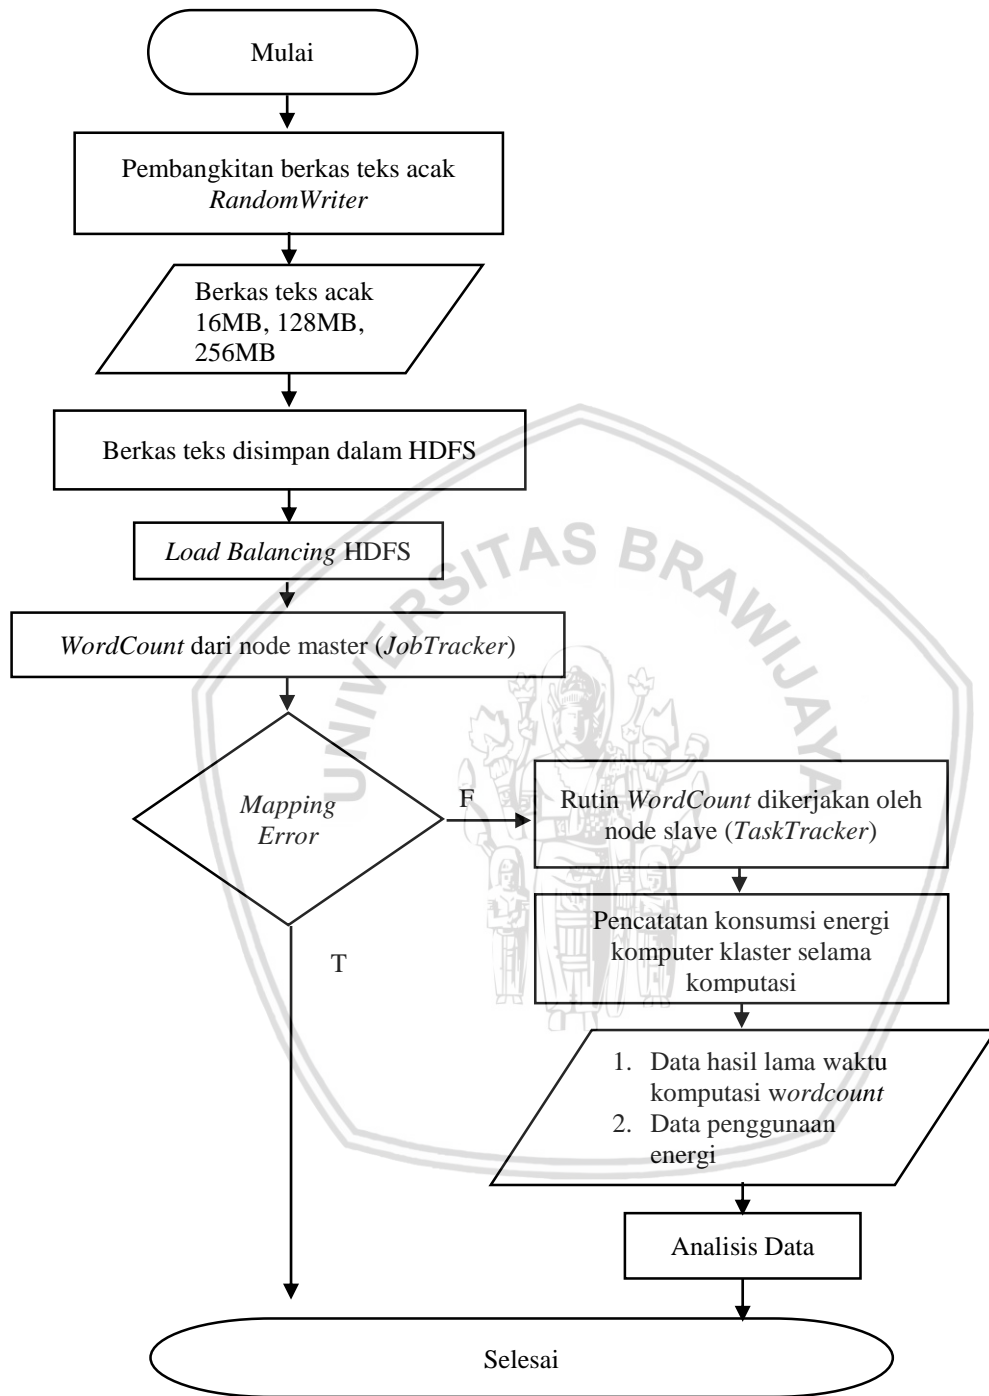 Mulai
Pembangkitan berkas teks acak
RandomWriter
Berkas teks acak
16MB, 128MB,
256MB
Berkas teks disimpan dalam HDFS
Load Balancing HDFS
WordCount dari node master (JobTracker)
Mapping
Error
F
T
Rutin WordCount dikerjakan oleh
node slave (TaskTracker)
Pencatatan konsumsi energi
komputer klaster selama
komputasi
1. Data hasil lama waktu
komputasi wordcount
2. Data penggunaan
energi
Analisis Data
Selesai
UNIVERSITAS BRAWIJAYA